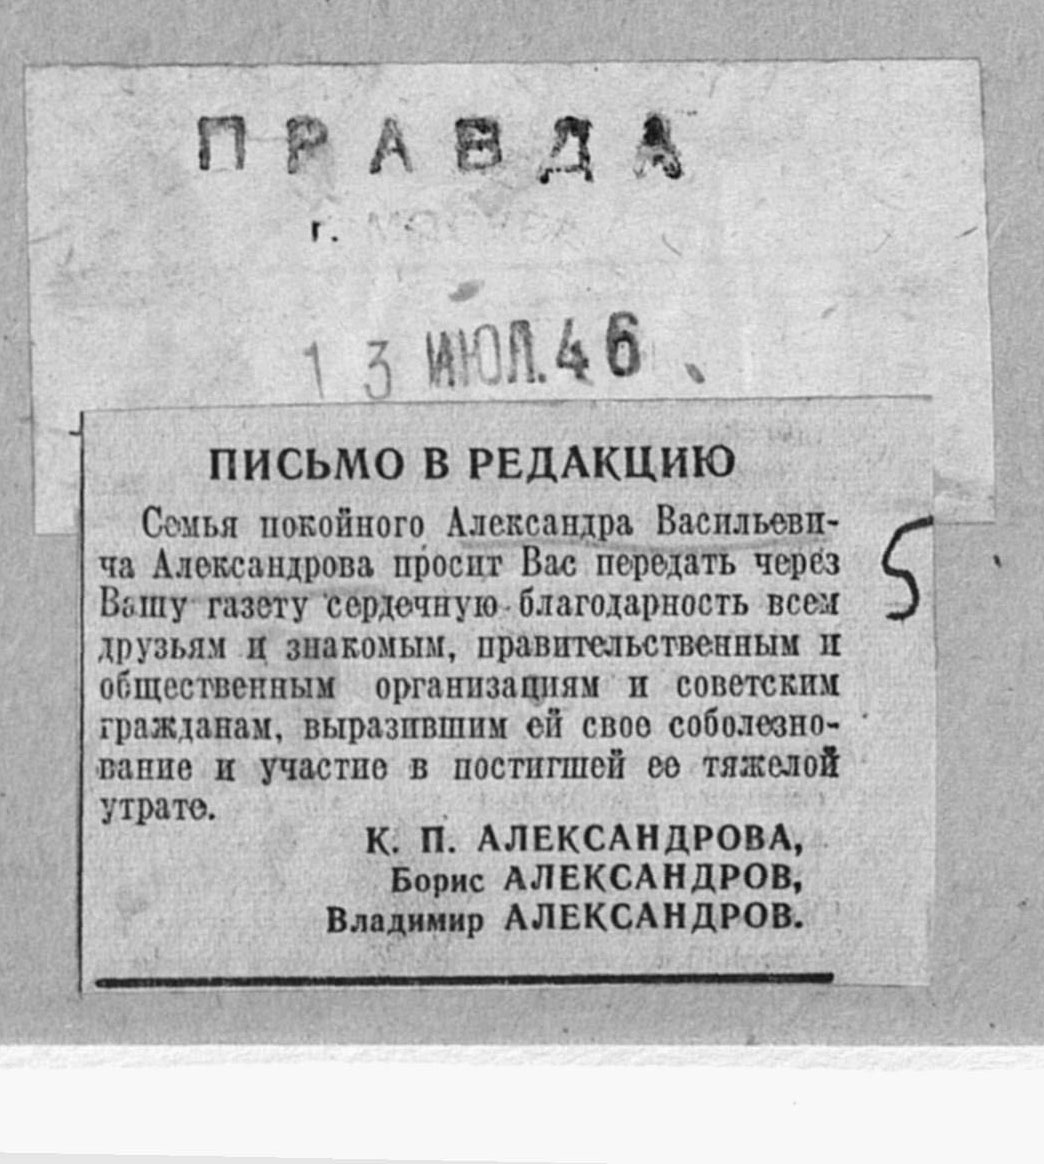 ПРАВДА
г. МОСКВА
13 ИЮЛ. 46
ПИСЬМО В РЕДАКЦИЮ
Семья покойного Александра Васильеви-
ча Александрова просит Вас передать через
Вашу газету сердечную благодарность всем
друзьям и знакомым, правительственным и
общественным организациям и советским
гражданам, выразившим ей свое соболезно-
вание и участие в постигшей ее тяжелой
утрате.
К. П. АЛЕКСАНДРОВА,
Борис АЛЕКСАНДРОВ,
Владимир АЛЕКСАНДРОВ.
5